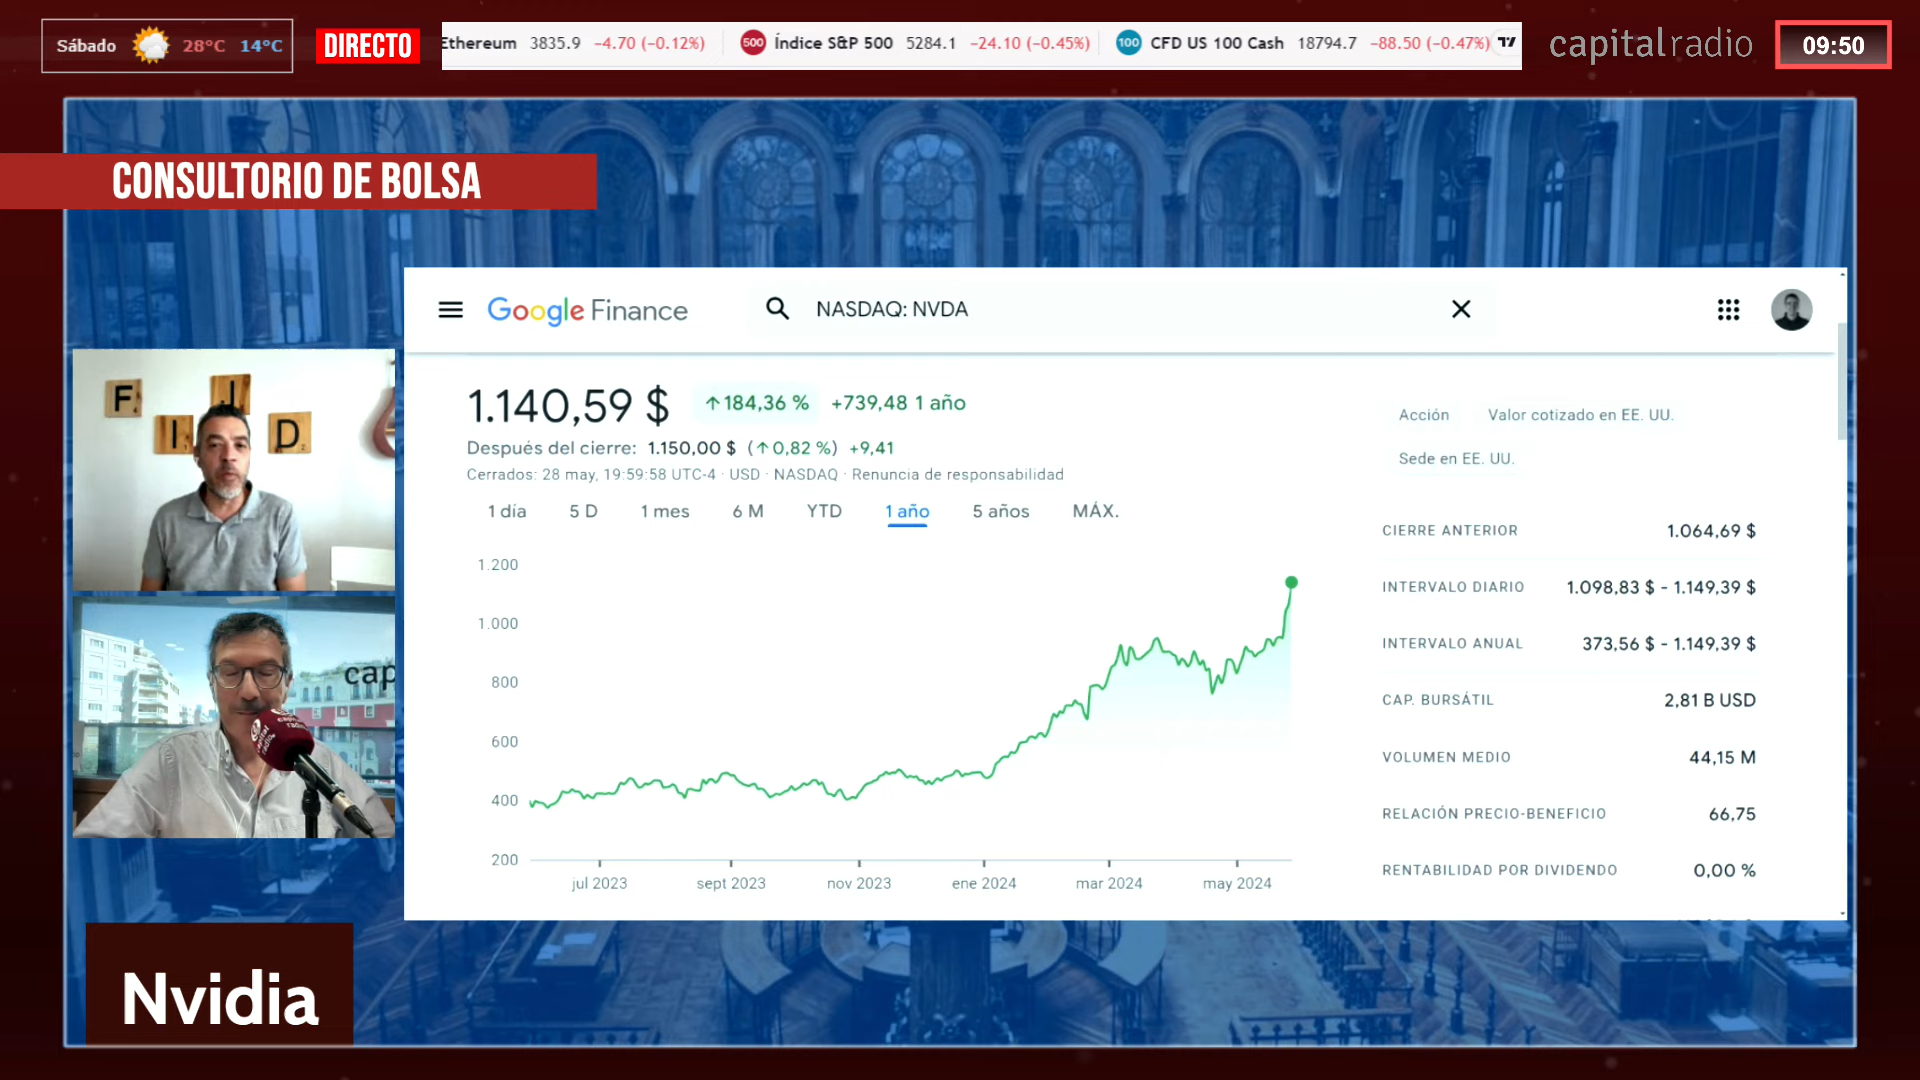 Sábado 28°C 14°C
DIRECTO
Ethereum 3835.9 −4.70 (−0.12%) 500 Índice S&P 500 5284.1 −24.10 (−0.45%) 100 CFD US 100 Cash 18794.7 −88.50 (−0.47%)
capitalradio
09:50
CONSULTORIO DE BOLSA
Google Finance
NASDAQ: NVDA
1.140,59 $ ↑184,36 % +739,48 1 año
Después del cierre: 1.150,00 $ (↑0,82 %) +9,41
Cerrados: 28 may, 19:59:58 UTC-4 · USD · NASDAQ · Renuncia de responsabilidad
1 día 5 D 1 mes 6 M YTD 1 año 5 años MÁX.
1.200
1.000
800
600
400
200
jul 2023 sept 2023 nov 2023 ene 2024 mar 2024 may 2024
Acción Valor cotizado en EE. UU.
Sede en EE. UU.
CIERRE ANTERIOR 1.064,69 $
INTERVALO DIARIO 1.098,83 $ - 1.149,39 $
INTERVALO ANUAL 373,56 $ - 1.149,39 $
CAP. BURSÁTIL 2,81 B USD
VOLUMEN MEDIO 44,15 M
RELACIÓN PRECIO-BENEFICIO 66,75
RENTABILIDAD POR DIVIDENDO 0,00 %
F J
I D
cap
capital
radio
Nvidia